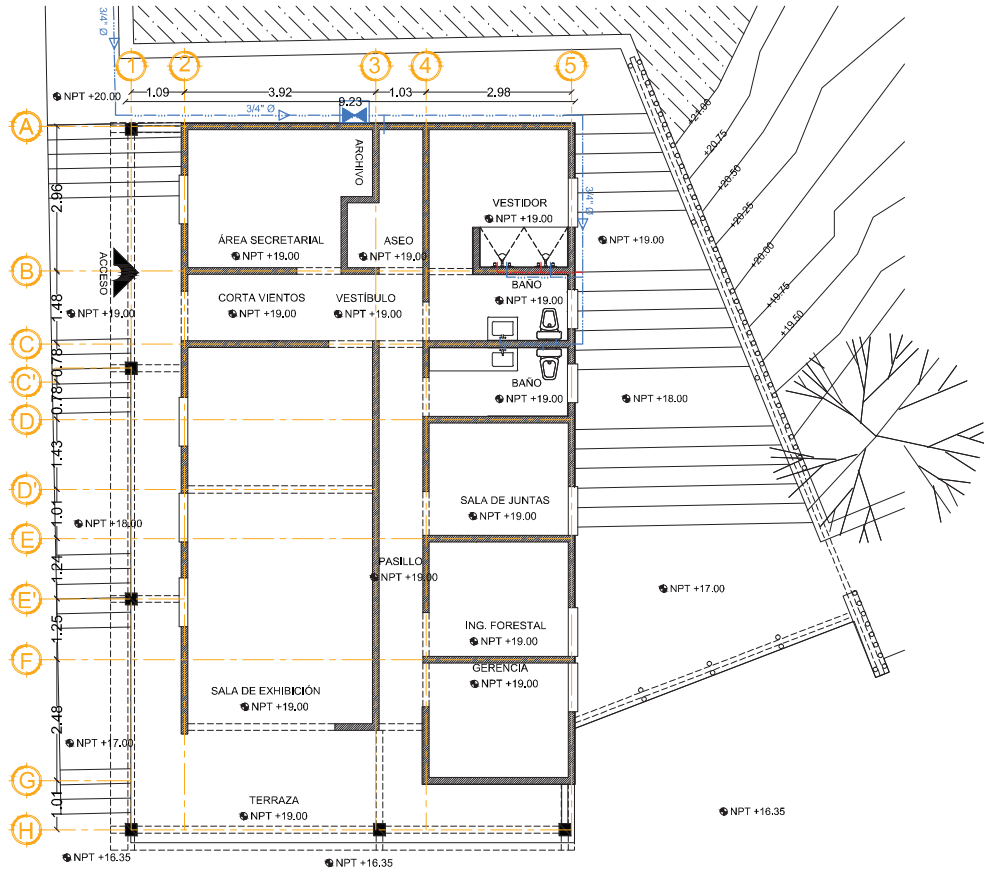 3/4" Ø
1 2 3 4 5
NPT +20.00
1.09 3.92 1.03 2.98
9.23
3/4" Ø
+21.00
A
+20.75
ARCHIVO
+20.50
2.96
VESTIDOR
NPT +19.00
3/4" Ø
+20.25
ÁREA SECRETARIAL
NPT +19.00
ASEO
NPT +19.00
NPT +19.00
+20.00
B
ACCESO
BAÑO
NPT +19.00
+19.75
CORTA VIENTOS
NPT +19.00
VESTÍBULO
NPT +19.00
NPT +19.00
1.48
+19.50
C
0.78
C'
0.78
BAÑO
NPT +19.00
NPT +18.00
D
1.43
D'
SALA DE JUNTAS
NPT +19.00
1.01
NPT +18.00
E
1.24
PASILLO
NPT +19.00
NPT +17.00
E'
1.25
ING. FORESTAL
NPT +19.00
F
GERENCIA
NPT +19.00
SALA DE EXHIBICIÓN
NPT +19.00
2.48
NPT +17.00
G
1.01
TERRAZA
NPT +19.00
NPT +16.35
H
NPT +16.35
NPT +16.35